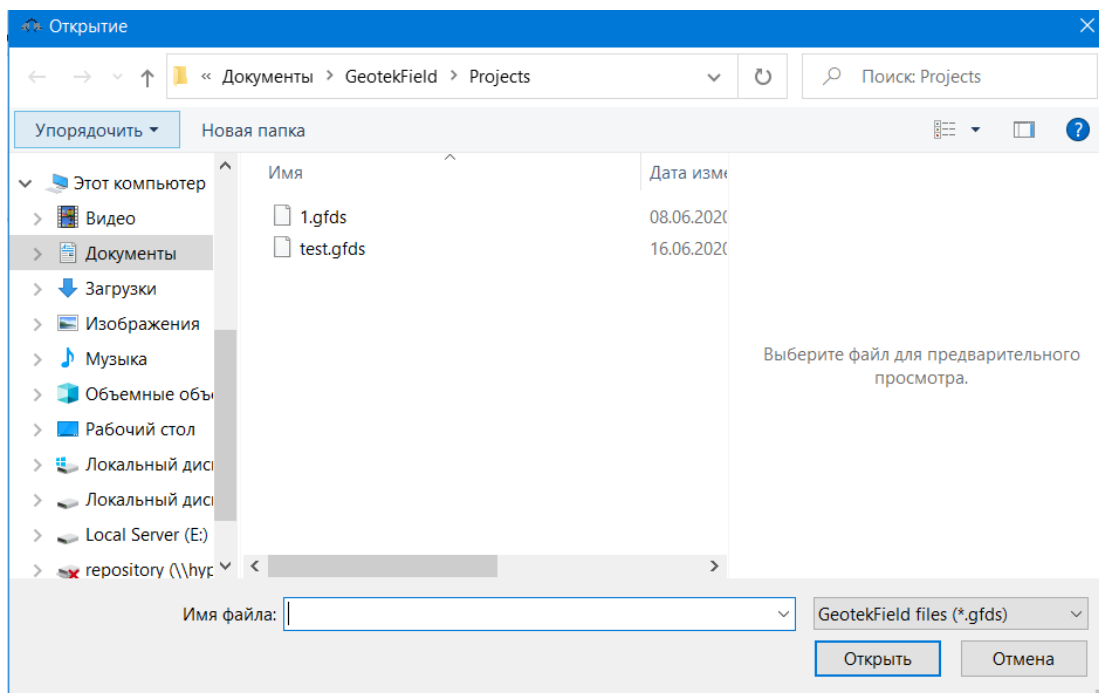 Открытие
« Документы > GeotekField > Projects
Поиск: Projects
Упорядочить
Новая папка
?
Имя
Дата изме
Этот компьютер
Видео
Документы
Загрузки
Изображения
Музыка
Объемные объ
Рабочий стол
Локальный дис
Локальный дис
Local Server (E:)
repository (\\hyp
1.gfds
08.06.2020
test.gfds
16.06.2020
Выберите файл для предварительного
просмотра.
Имя файла:
GeotekField files (*.gfds)
Открыть
Отмена